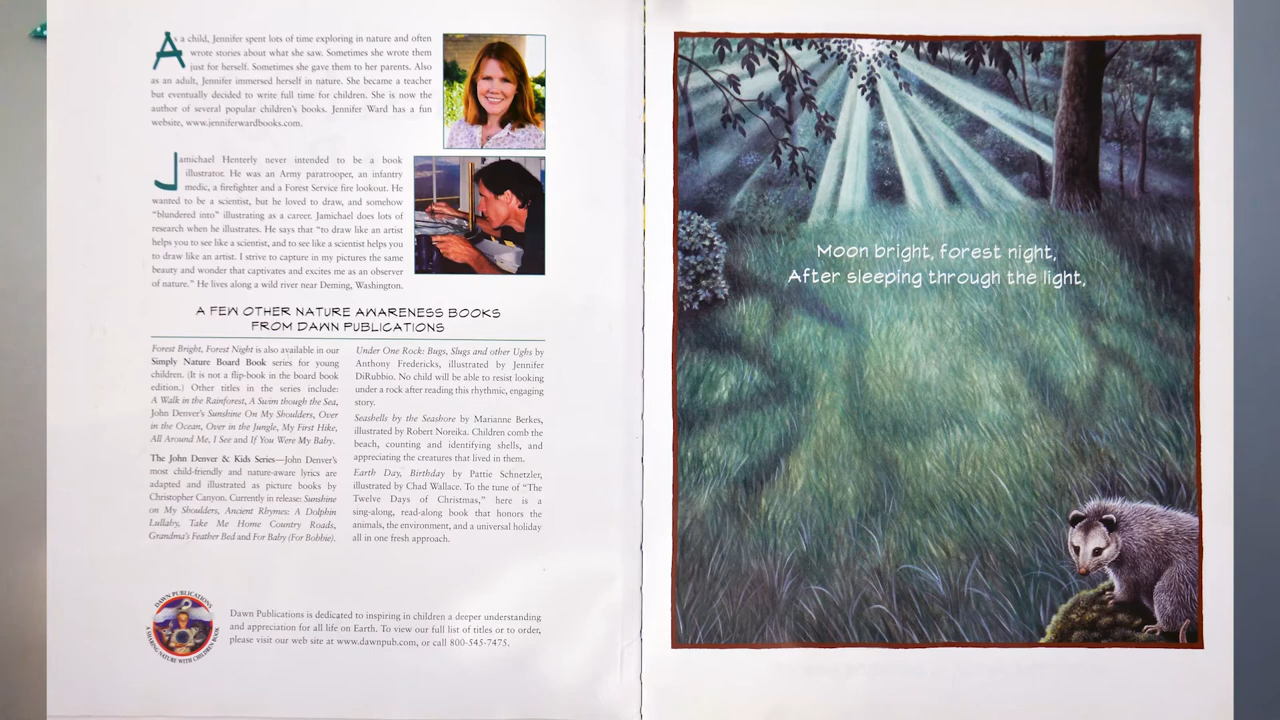 As a child, Jennifer spent lots of time exploring in nature and often
wrote stories about what she saw. Sometimes she wrote them
just for herself. Sometimes she gave them to her parents. Also
as an adult, Jennifer immersed herself in nature. She became a teacher
but eventually decided to write full time for children. She is now the
author of several popular children's books. Jennifer Ward has a fun
website, www.jenniferwardbooks.com.
Jamichael Henterly never intended to be a book
illustrator. He was an Army paratrooper, an infantry
medic, a firefighter and a Forest Service fire lookout. He
wanted to be a scientist, but he loved to draw, and somehow
"blundered into" illustrating as a career. Jamichael does lots of
research when he illustrates. He says that "to draw like an artist
helps you to see like a scientist, and to see like a scientist helps you
to draw like an artist. I strive to capture in my pictures the same
beauty and wonder that captivates and excites me as an observer
of nature." He lives along a wild river near Deming, Washington.
A FEW OTHER NATURE AWARENESS BOOKS
FROM DAWN PUBLICATIONS
Forest Bright, Forest Night is also available in our
Simply Nature Board Book series for young
children. (It is not a flip-book in the board book
edition.) Other titles in the series include:
A Walk in the Rainforest, A Swim though the Sea,
John Denver's Sunshine On My Shoulders, Over
in the Ocean, Over in the Jungle, My First Hike,
All Around Me, I See and If You Were My Baby.
The John Denver & Kids Series—John Denver's
most child-friendly and nature-aware lyrics are
adapted and illustrated as picture books by
Christopher Canyon. Currently in release: Sunshine
on My Shoulders, Ancient Rhymes: A Dolphin
Lullaby, Take Me Home Country Roads,
Grandma's Feather Bed and For Baby (For Bobbie).
Under One Rock: Bugs, Slugs and other Ughs by
Anthony Fredericks, illustrated by Jennifer
DiRubbio. No child will be able to resist looking
under a rock after reading this rhythmic, engaging
story.
Seashells by the Seashore by Marianne Berkes,
illustrated by Robert Noreika. Children comb the
beach, counting and identifying shells, and
appreciating the creatures that lived in them.
Earth Day, Birthday by Pattie Schnetzler,
illustrated by Chad Wallace. To the tune of "The
Twelve Days of Christmas," here is a
sing-along, read-along book that honors the
animals, the environment, and a universal holiday
all in one fresh approach.
DAWN PUBLICATIONS
A SHARING NATURE WITH CHILDREN BOOK
Dawn Publications is dedicated to inspiring in children a deeper understanding
and appreciation for all life on Earth. To view our full list of titles or to order,
please visit our web site at www.dawnpub.com, or call 800-545-7475.
Moon bright, forest night,
After sleeping through the light,